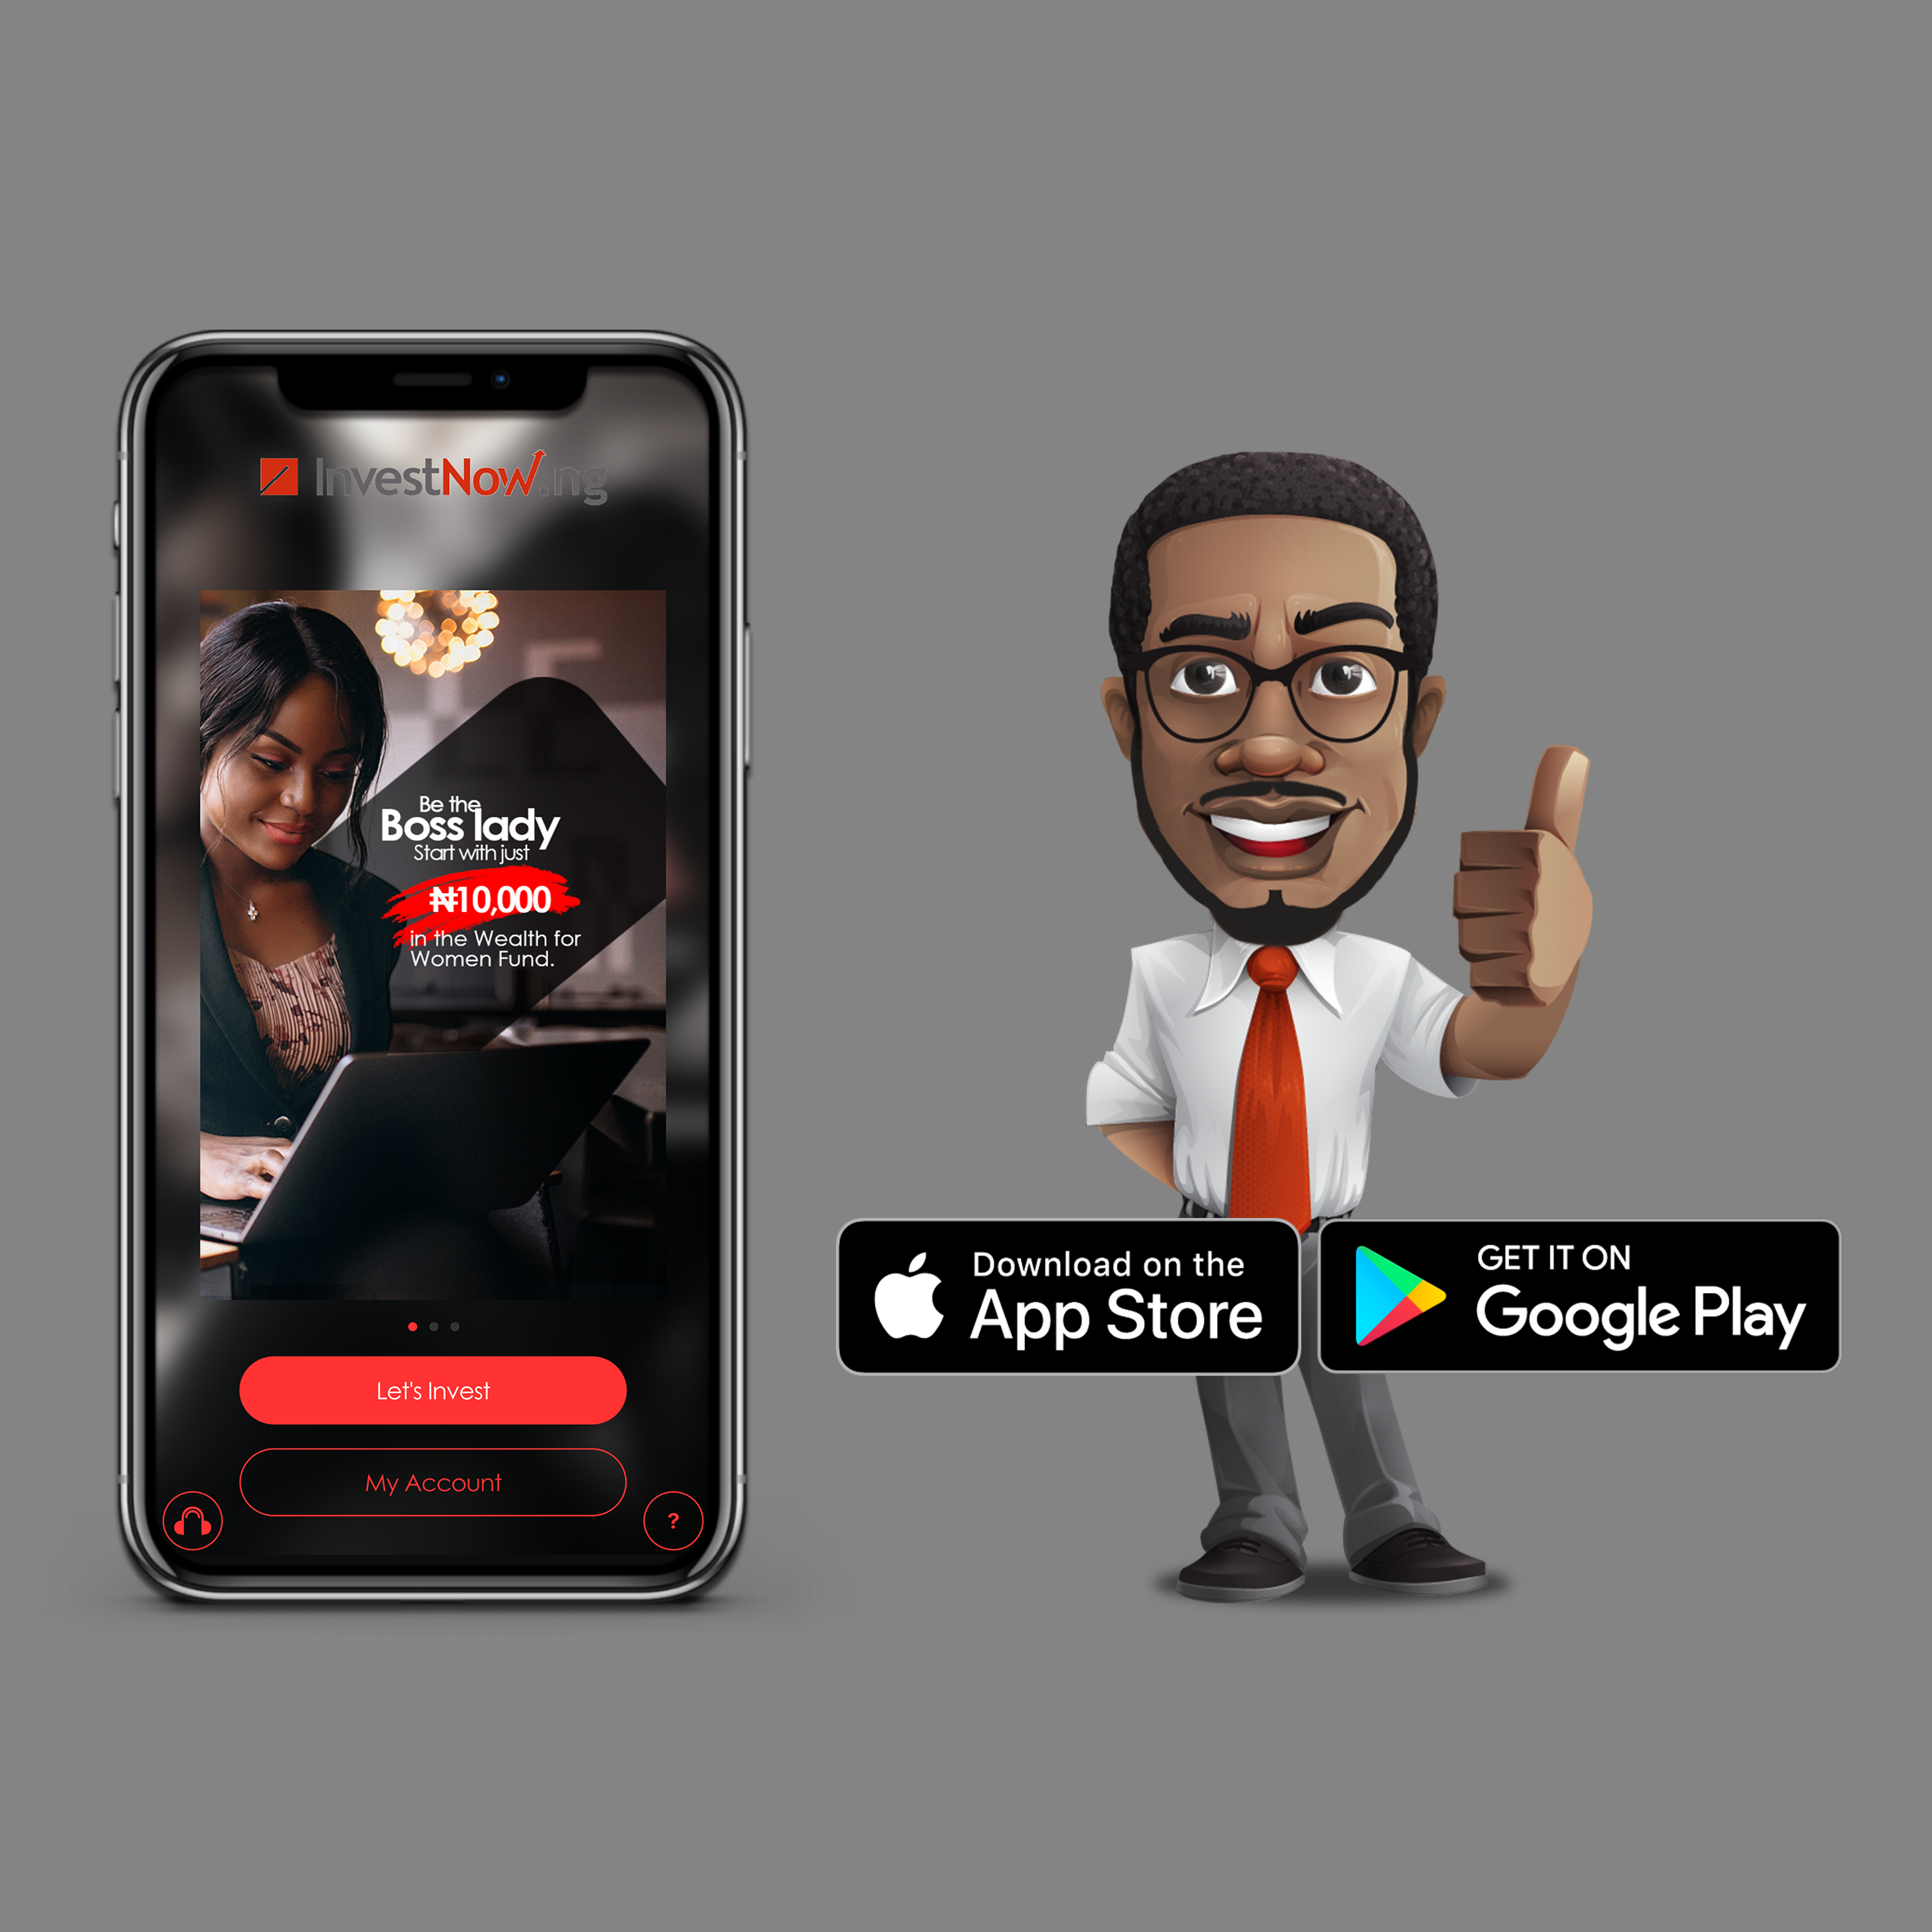 InvestNow.ng
Be the
Boss lady
Start with just
₦10,000
in the Wealth for
Women Fund.
Let's Invest
My Account
?
Download on the
App Store
GET IT ON
Google Play